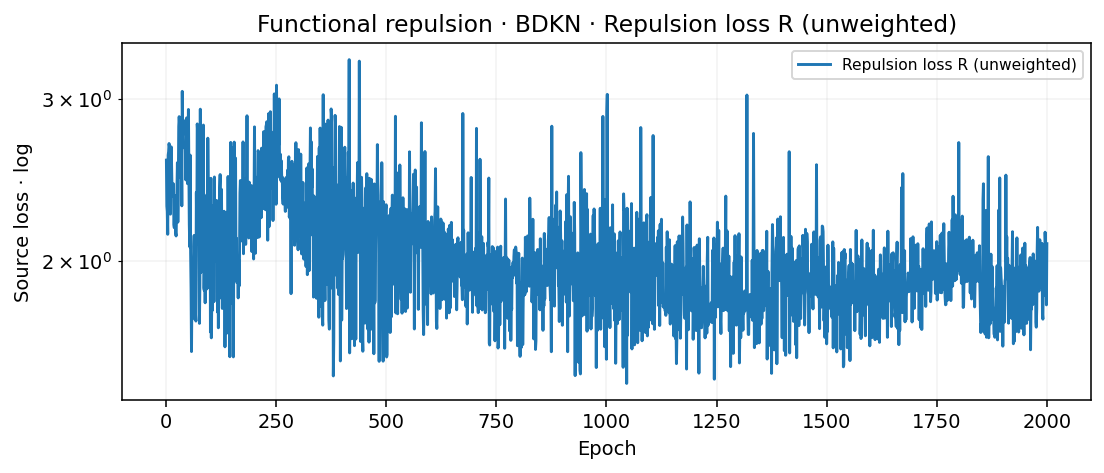 Functional repulsion · BDKN · Repulsion loss R (unweighted)
Repulsion loss R (unweighted)
3 × 10⁰
2 × 10⁰
Source loss · log
0 250 500 750 1000 1250 1500 1750 2000
Epoch